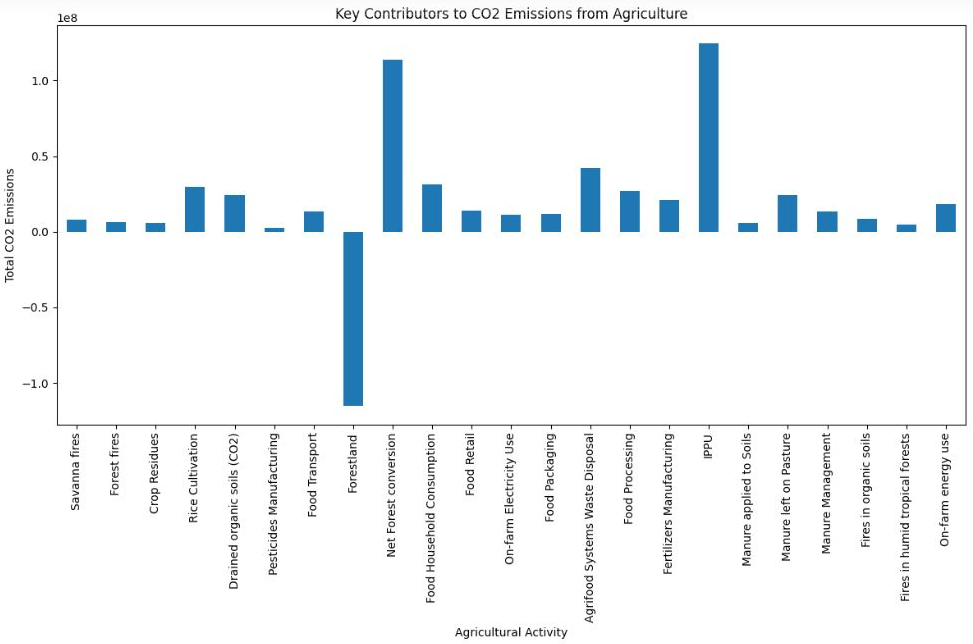 Key Contributors to CO2 Emissions from Agriculture
1e8
1.0
0.5
0.0
−0.5
−1.0
Total CO2 Emissions
Savanna fires
Forest fires
Crop Residues
Rice Cultivation
Drained organic soils (CO2)
Pesticides Manufacturing
Food Transport
Forestland
Net Forest conversion
Food Household Consumption
Food Retail
On-farm Electricity Use
Food Packaging
Agrifood Systems Waste Disposal
Food Processing
Fertilizers Manufacturing
IPPU
Manure applied to Soils
Manure left on Pasture
Manure Management
Fires in organic soils
Fires in humid tropical forests
On-farm energy use
Agricultural Activity